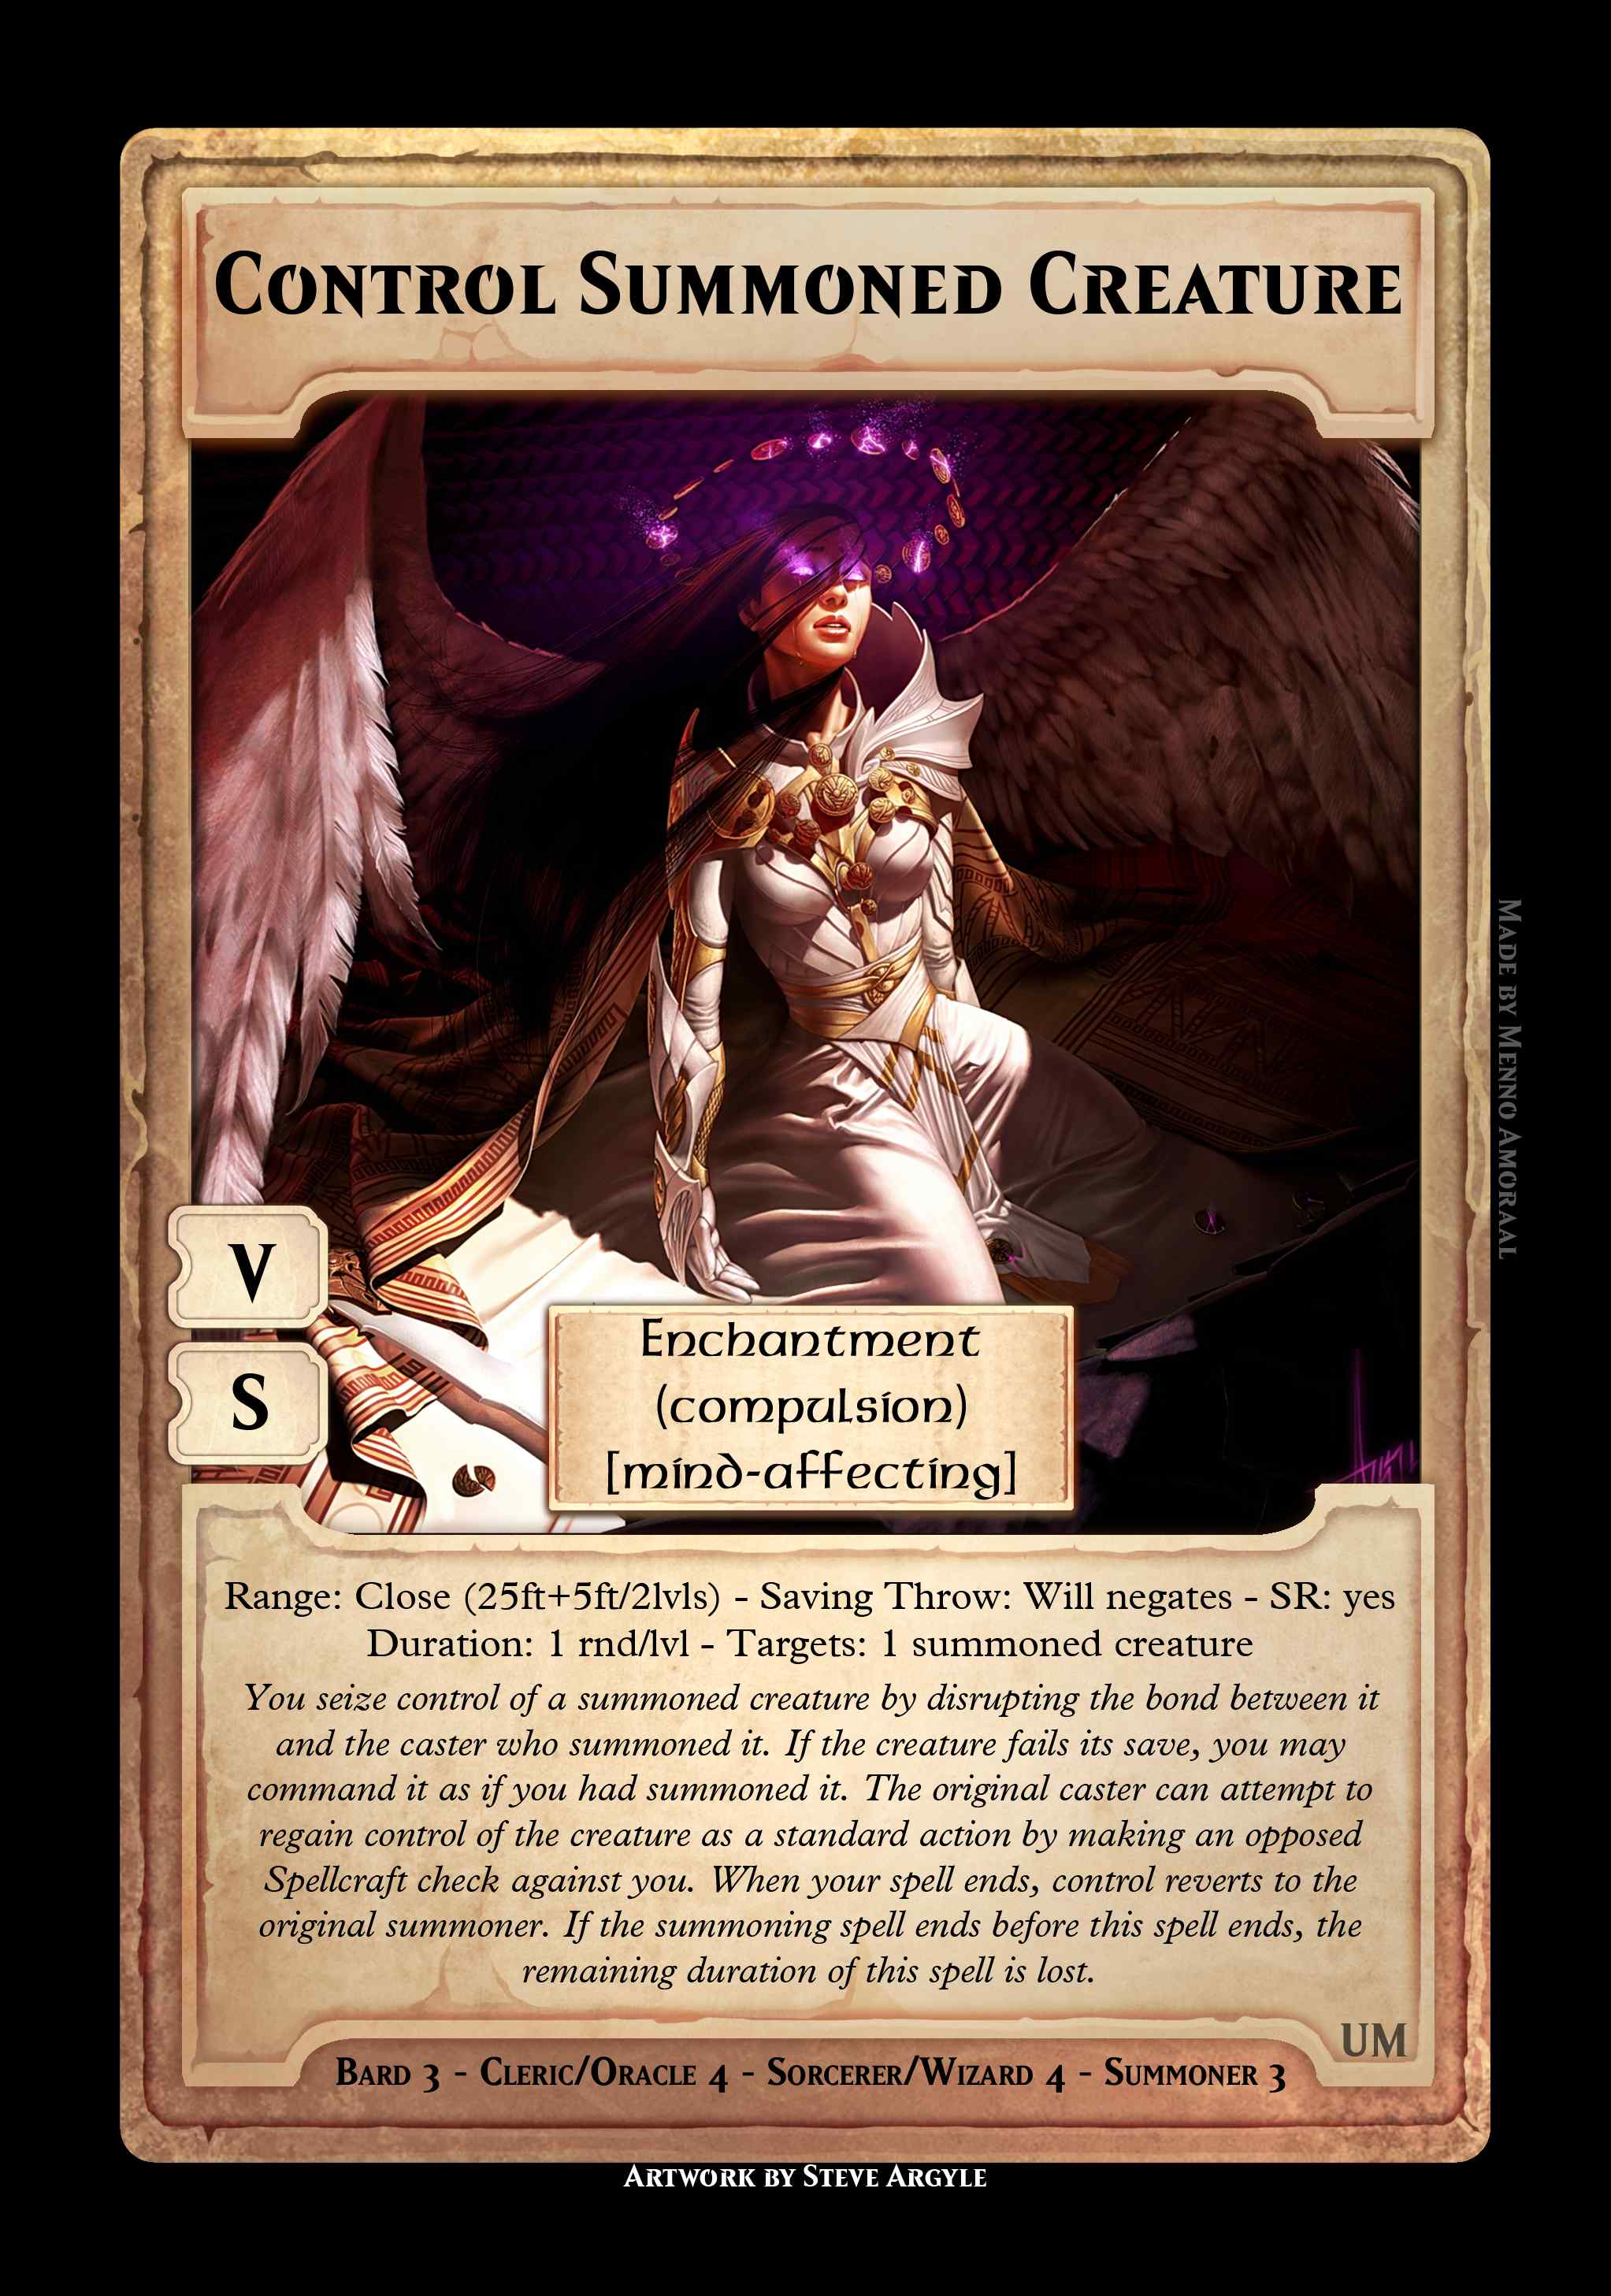 Control Summoned Creature
V
S
Enchantment
(compulsion)
[mind-affecting]
Range: Close (25ft+5ft/2lvls) - Saving Throw: Will negates - SR: yes
Duration: 1 rnd/lvl - Targets: 1 summoned creature
You seize control of a summoned creature by disrupting the bond between it
and the caster who summoned it. If the creature fails its save, you may
command it as if you had summoned it. The original caster can attempt to
regain control of the creature as a standard action by making an opposed
Spellcraft check against you. When your spell ends, control reverts to the
original summoner. If the summoning spell ends before this spell ends, the
remaining duration of this spell is lost.
UM
Bard 3 - Cleric/Oracle 4 - Sorcerer/Wizard 4 - Summoner 3
Artwork by Steve Argyle
Made by Menno Amoraal